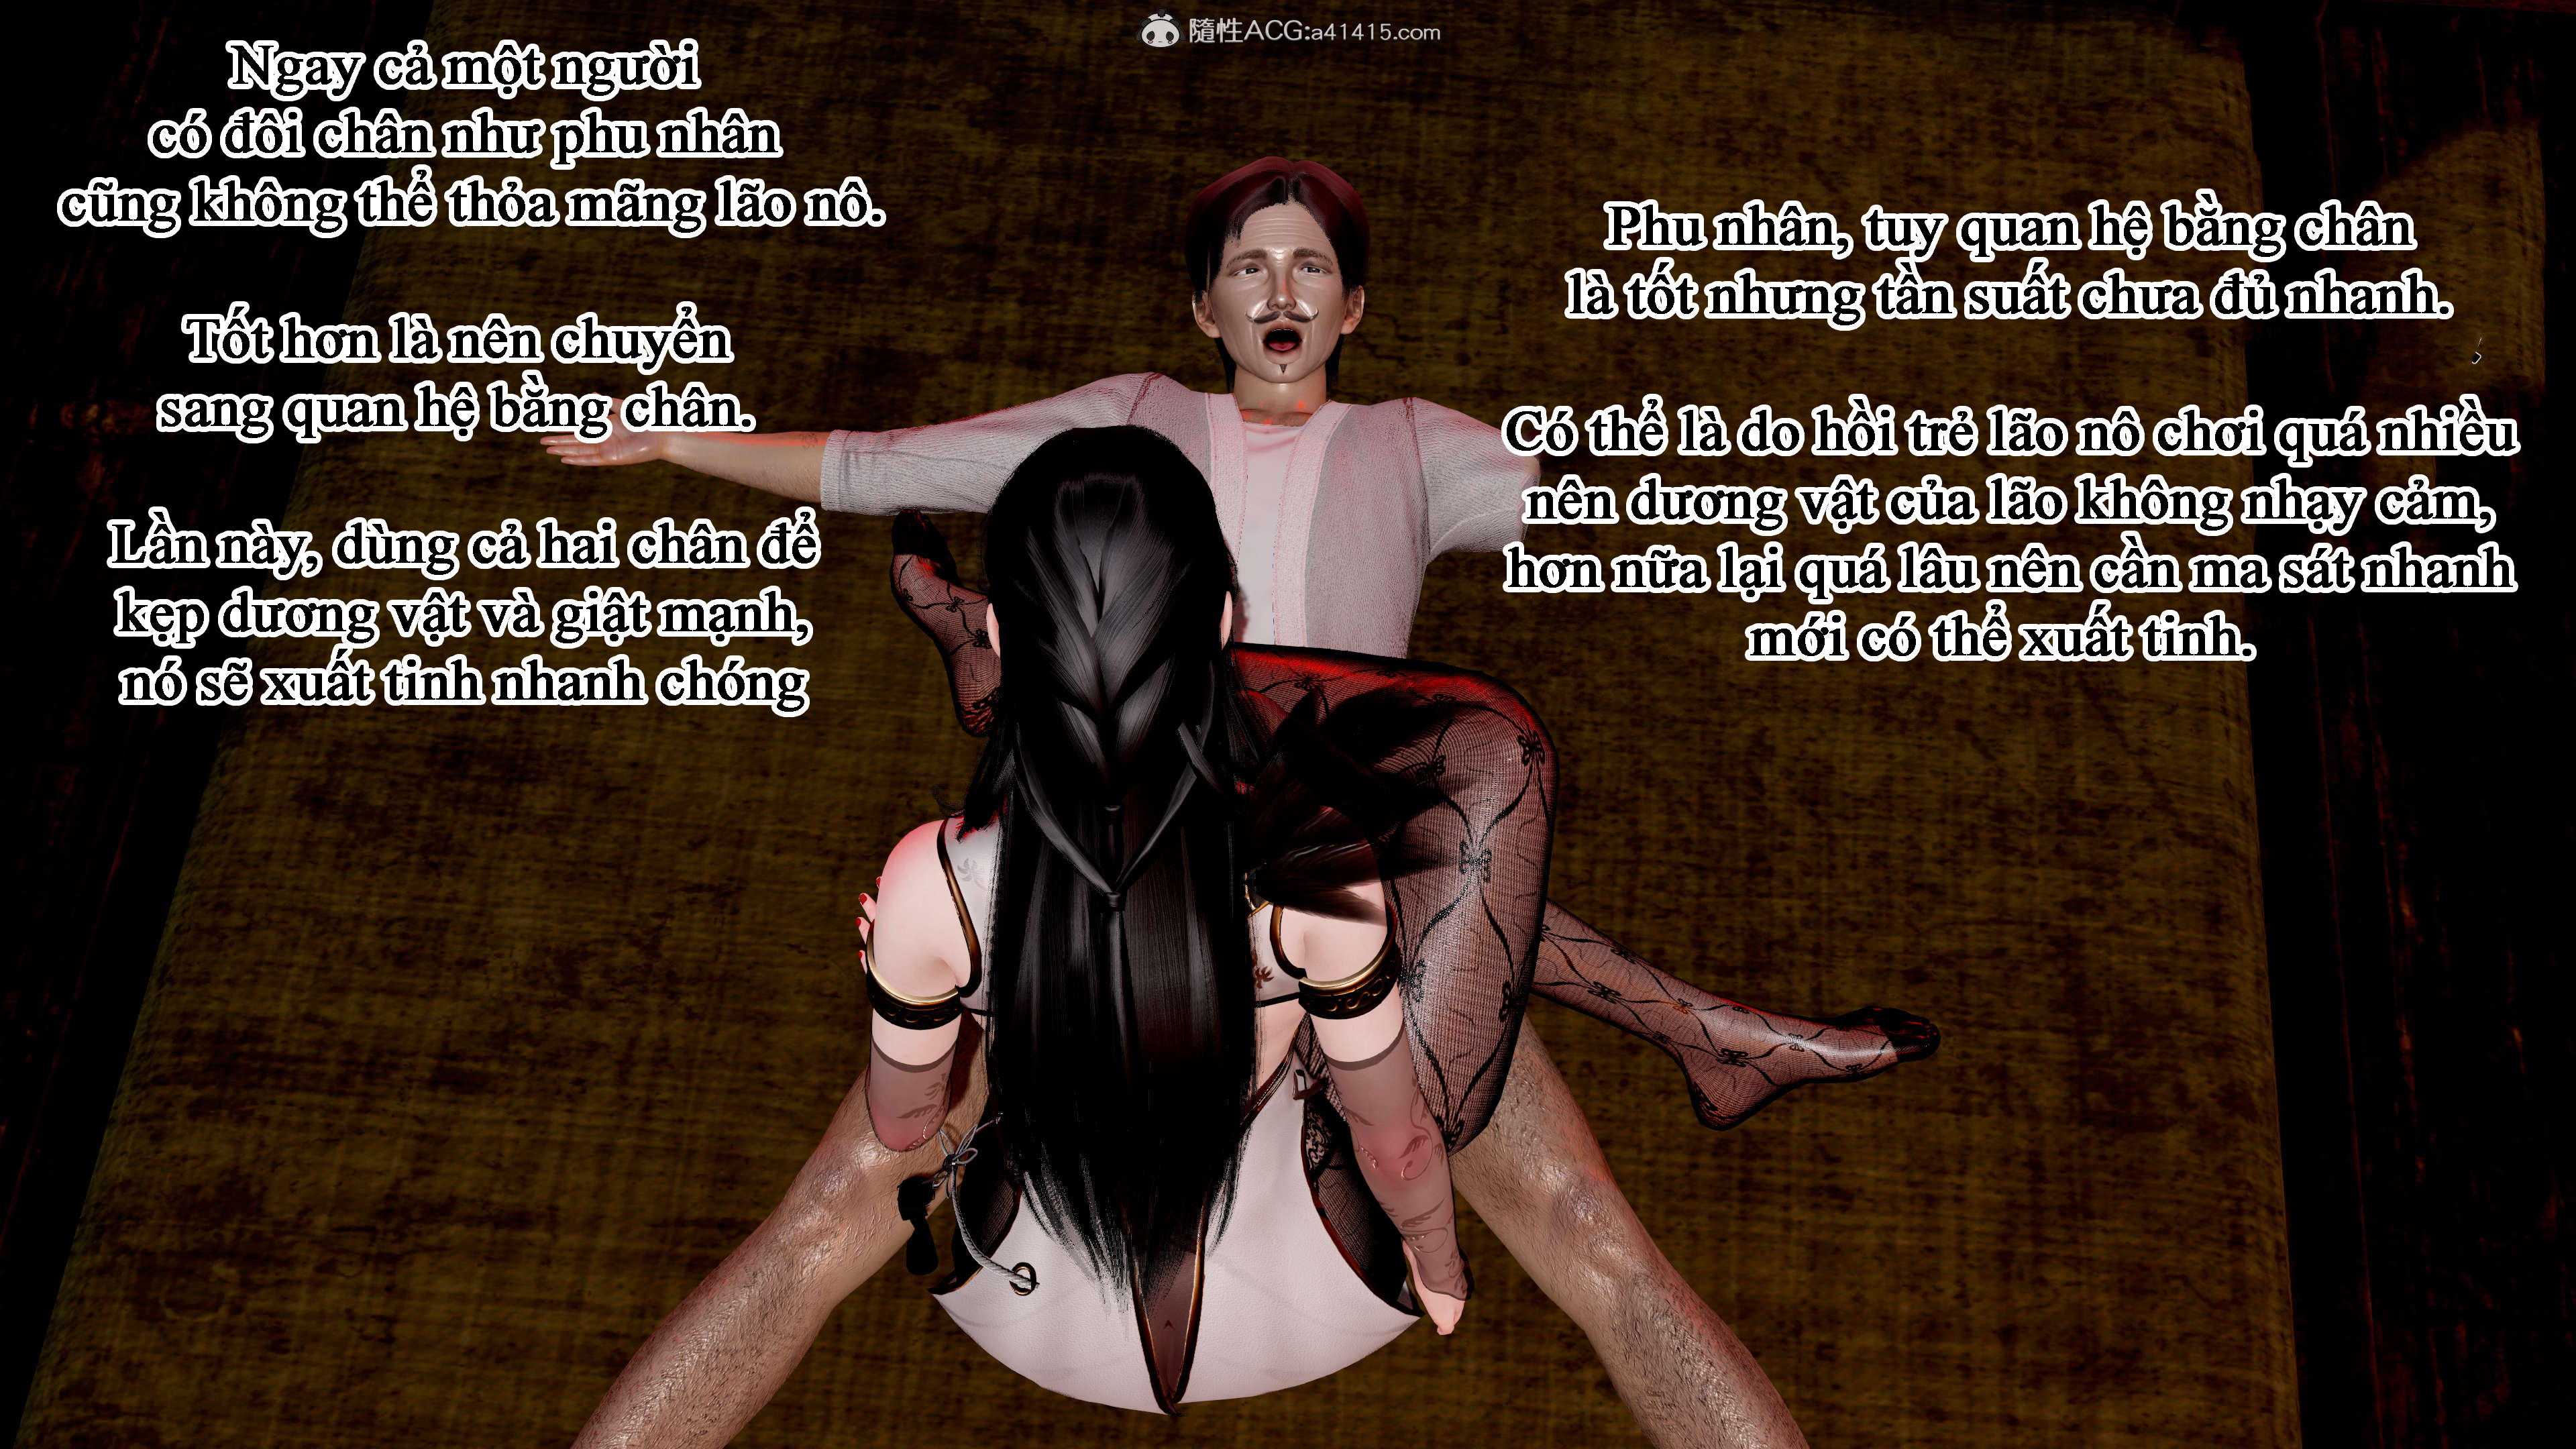 隨性ACG:a41415.com
Ngay cả một người
có đôi chân như phu nhân
cũng không thể thỏa mãng lão nô.
Tốt hơn là nên chuyển
sang quan hệ bằng chân.
Lần này, dùng cả hai chân để
kẹp dương vật và giật mạnh,
nó sẽ xuất tinh nhanh chóng
Phu nhân, tuy quan hệ bằng chân
là tốt nhưng tần suất chưa đủ nhanh.
Có thể là do hồi trẻ lão nô chơi quá nhiều
nên dương vật của lão không nhạy cảm,
hơn nữa lại quá lâu nên cần ma sát nhanh
mới có thể xuất tinh.